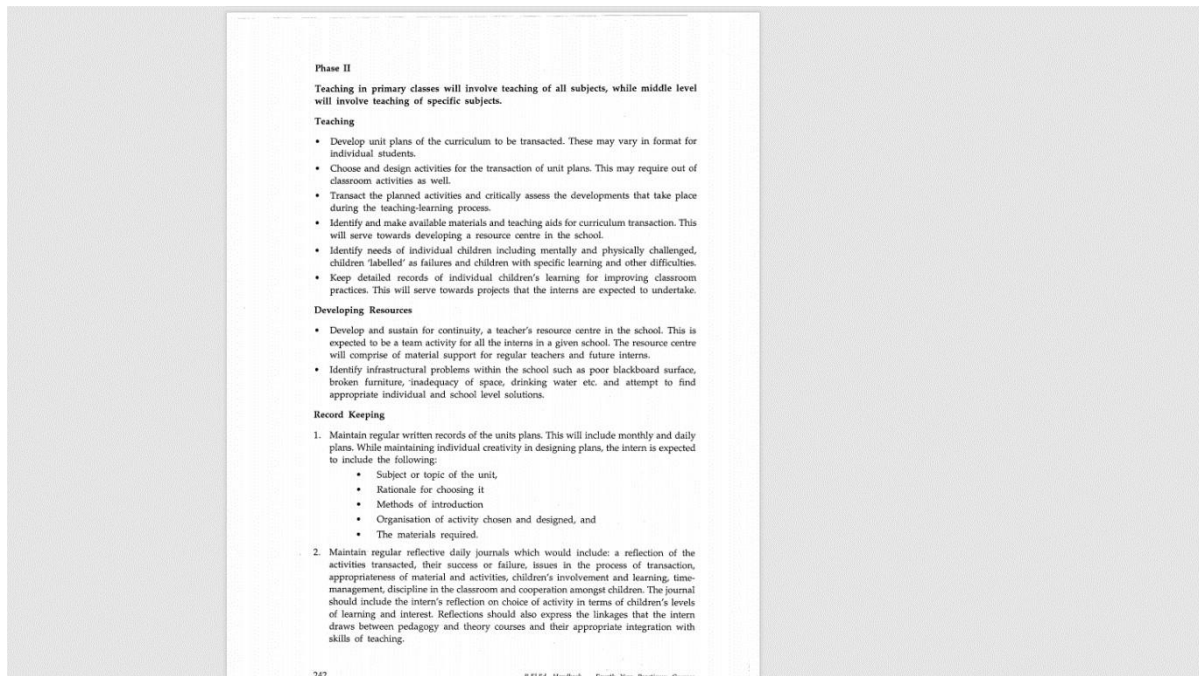 Phase II
Teaching in primary classes will involve teaching of all subjects, while middle level
will involve teaching of specific subjects.
Teaching
• Develop unit plans of the curriculum to be transacted. These may vary in format for
individual students.
• Choose and design activities for the transaction of unit plans. This may require out of
classroom activities as well.
• Transact the planned activities and critically assess the developments that take place
during the teaching-learning process.
• Identify and make available materials and teaching aids for curriculum transaction. This
will serve towards developing a resource centre in the school.
• Identify needs of individual children including mentally and physically challenged,
children 'labelled' as failures and children with specific learning and other difficulties.
• Keep detailed records of individual children's learning for improving classroom
practices. This will serve towards projects that the interns are expected to undertake.
Developing Resources
• Develop and sustain for continuity, a teacher's resource centre in the school. This is
expected to be a team activity for all the interns in a given school. The resource centre
will comprise of material support for regular teachers and future interns.
• Identify infrastructural problems within the school such as poor blackboard surface,
broken furniture, inadequacy of space, drinking water etc. and attempt to find
appropriate individual and school level solutions.
Record Keeping
1. Maintain regular written records of the units plans. This will include monthly and daily
plans. While maintaining individual creativity in designing plans, the intern is expected
to include the following:
• Subject or topic of the unit,
• Rationale for choosing it
• Methods of introduction
• Organisation of activity chosen and designed, and
• The materials required.
2. Maintain regular reflective daily journals which would include: a reflection of the
activities transacted, their success or failure, issues in the process of transaction,
appropriateness of material and activities, children's involvement and learning, time-
management, discipline in the classroom and cooperation amongst children. The journal
should include the intern's reflection on choice of activity in terms of children's levels
of learning and interest. Reflections should also express the linkages that the intern
draws between pedagogy and theory courses and their appropriate integration with
skills of teaching.